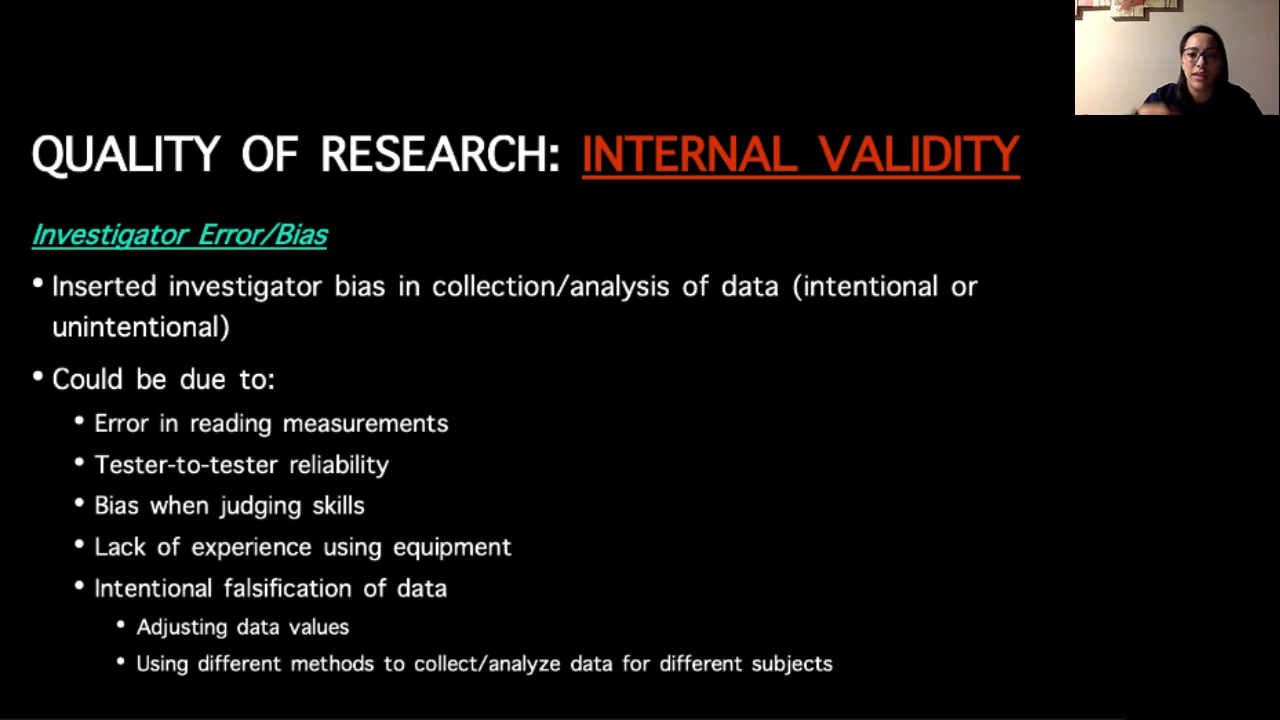 QUALITY OF RESEARCH: INTERNAL VALIDITY
Investigator Error/Bias
• Inserted investigator bias in collection/analysis of data (intentional or
unintentional)
• Could be due to:
• Error in reading measurements
• Tester-to-tester reliability
• Bias when judging skills
• Lack of experience using equipment
• Intentional falsification of data
• Adjusting data values
• Using different methods to collect/analyze data for different subjects